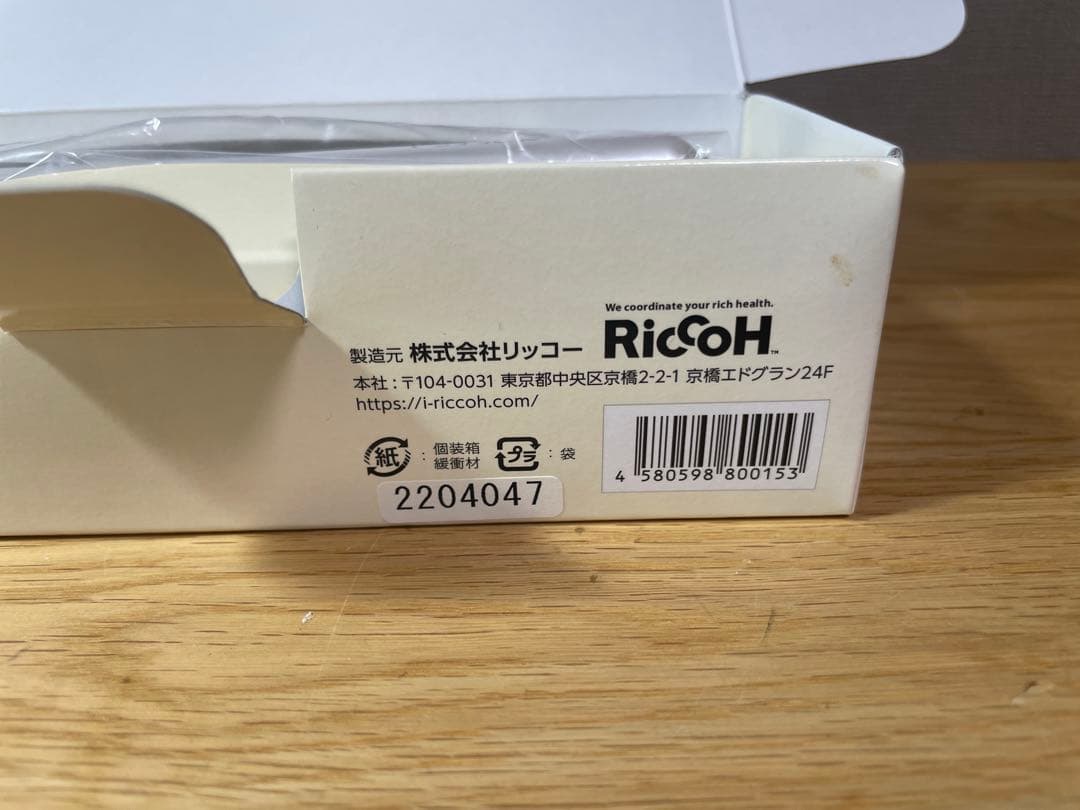 We coordinate your rich health.
製造元 株式会社リッコー RiccoH™
本社:〒104-0031 東京都中央区京橋2-2-1 京橋エドグラン24F
https://i-riccoh.com/
紙 : 個装箱
緩衝材
プラ : 袋
4 580598 800153
2204047